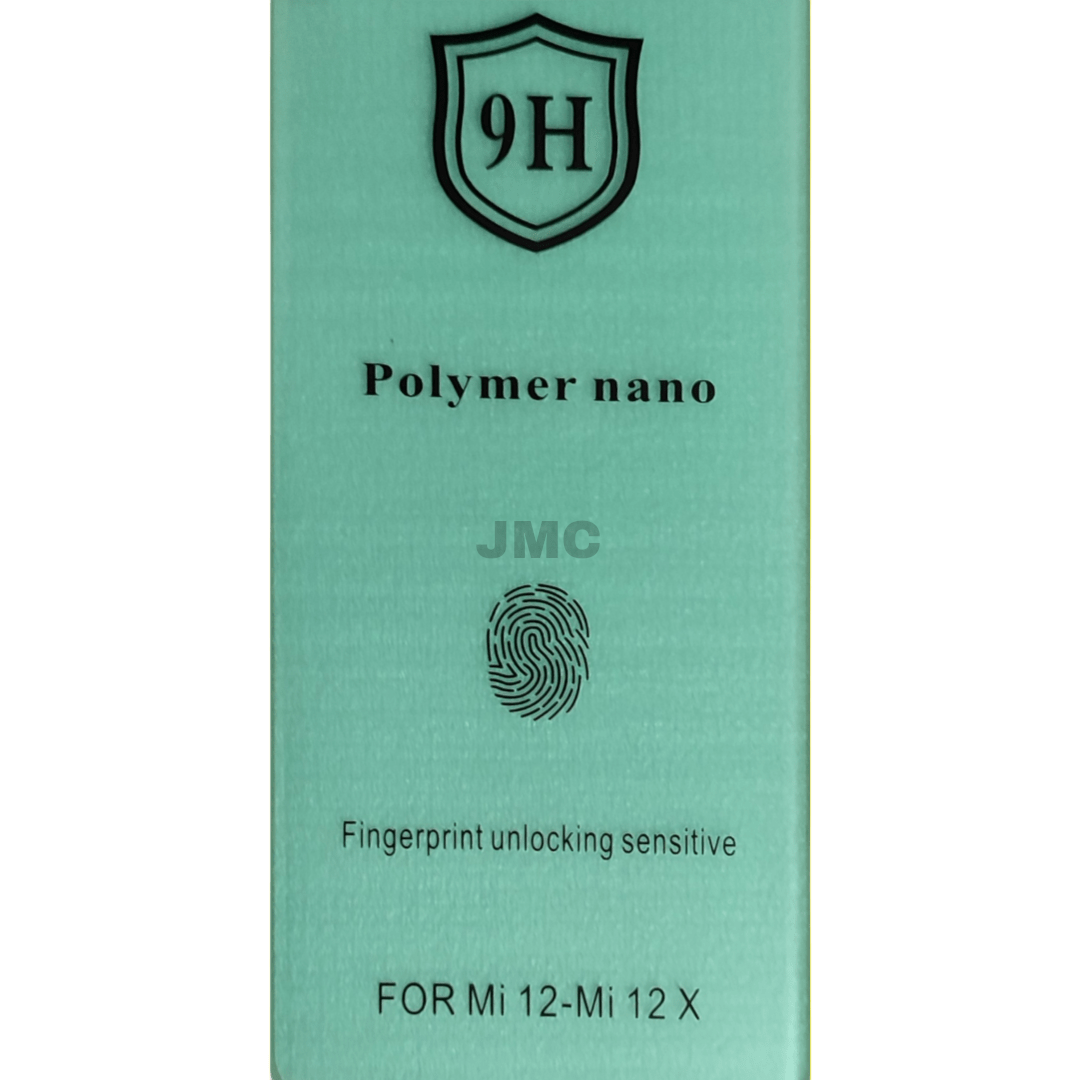 9H
Polymer nano
JMC
Fingerprint unlocking sensitive
FOR Mi 12-Mi 12 X